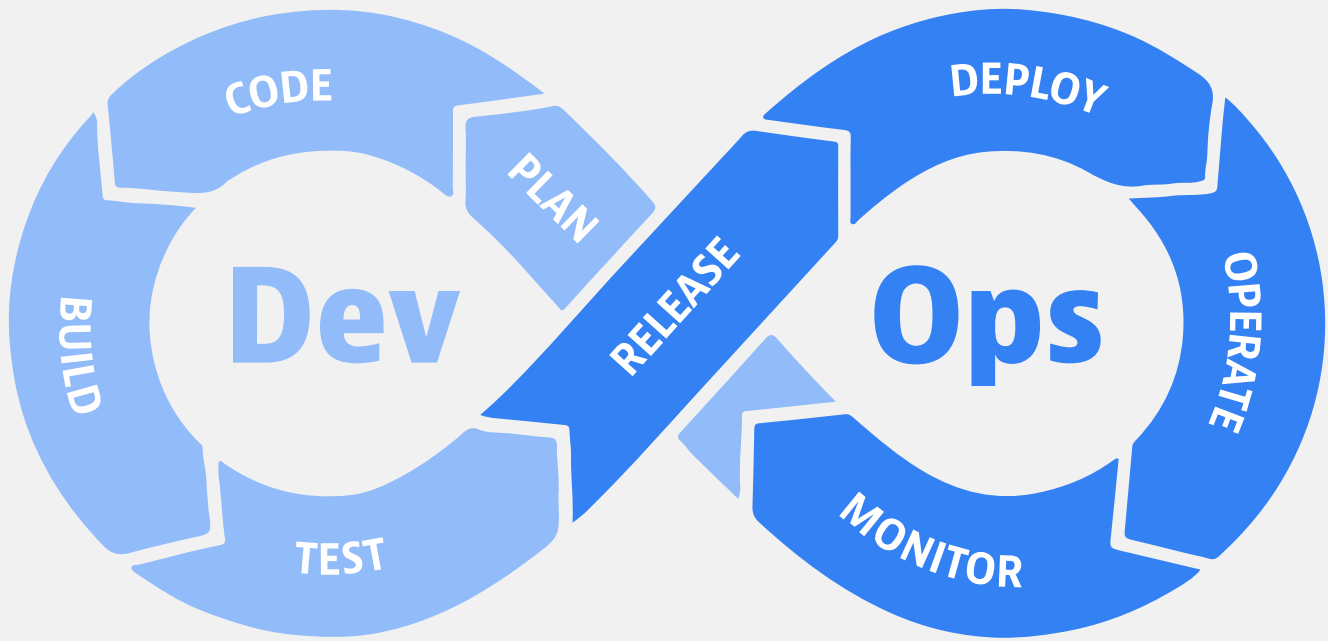 CODE
PLAN
BUILD
TEST
Dev
RELEASE
DEPLOY
OPERATE
MONITOR
Ops